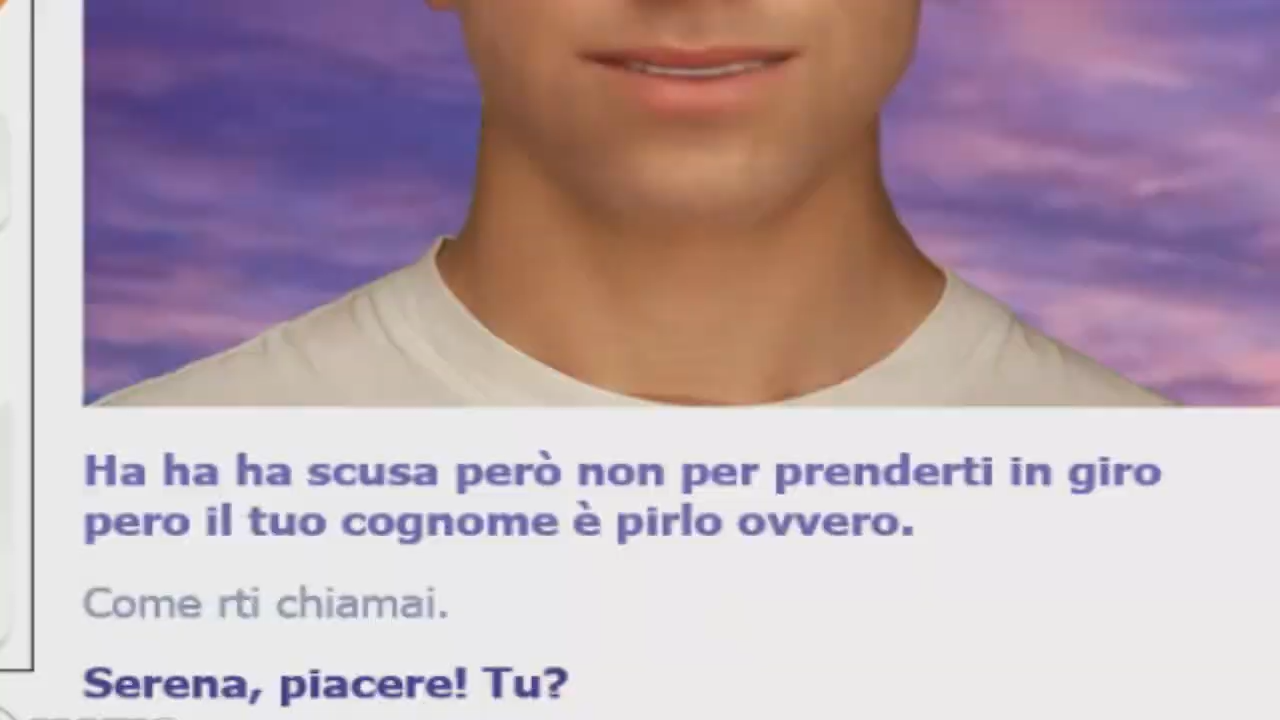 Ha ha ha scusa però non per prenderti in giro
pero il tuo cognome è pirlo ovvero.
Come rti chiamai.
Serena, piacere! Tu?